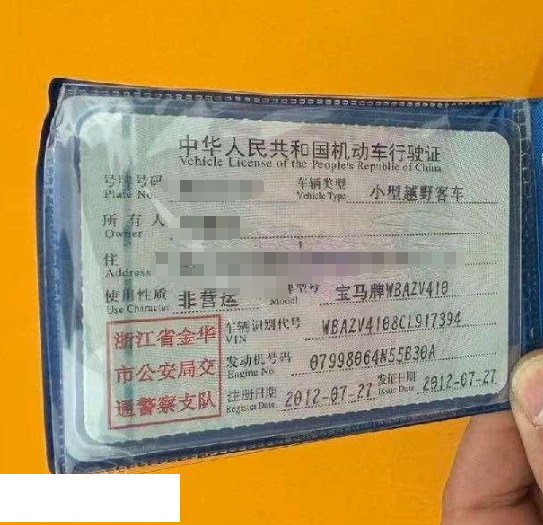 中华人民共和国机动车行驶证
Vehicle License of the People's Republic of China
号牌号码
Plate No.
车辆类型 小型越野客车
Vehicle Type
所有人
Owner
住
Address
使用性质 非营运 型号 宝马牌WBAZV410
Use Character Model
浙江省金华
市公安局交
通警察支队
车辆识别代号 WBAZV4108CL917394
VIN
发动机号码 07998064N55B30A
Engine No.
注册日期 2012-07-27 发证日期 2012-07-27
Register Date Issue Date